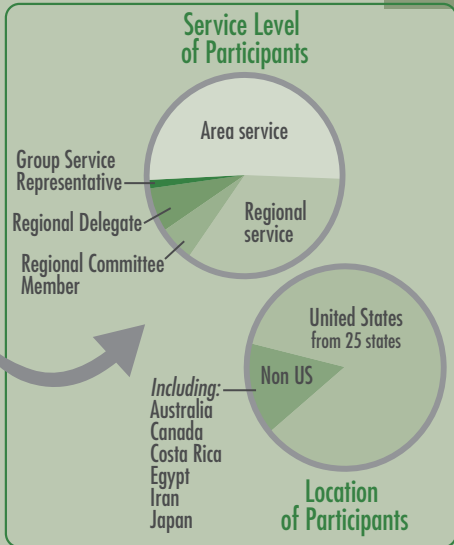 Service Level
of Participants
Area service
Group Service
Representative
Regional Delegate
Regional Committee
Member
Regional
service
United States
from 25 states
Non US
Including:
Australia
Canada
Costa Rica
Egypt
Iran
Japan
Location
of Participants